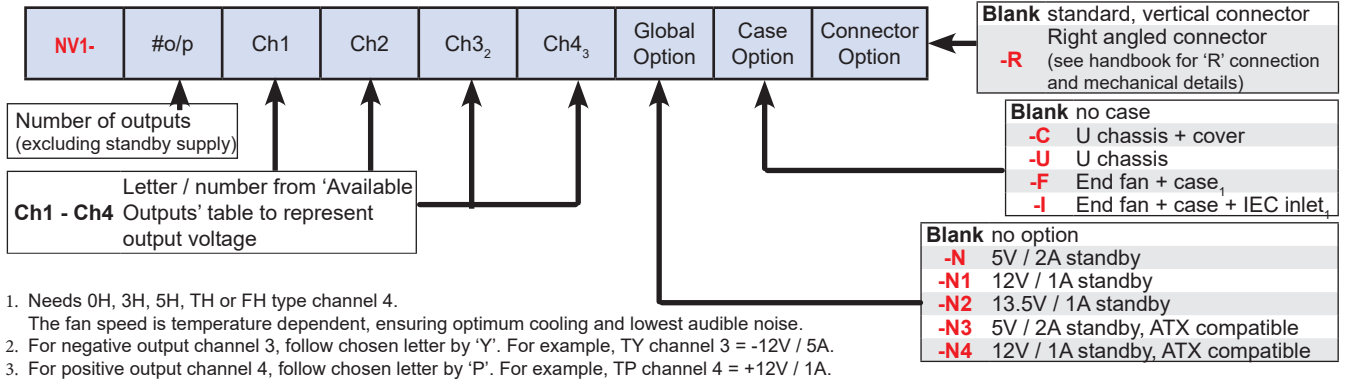 NV1- #o/p Ch1 Ch2 Ch3₂ Ch4₃ Global Option Case Option Connector Option
Blank standard, vertical connector
-R Right angled connector
(see handbook for ‘R’ connection
and mechanical details)
Number of outputs
(excluding standby supply)
Blank no case
-C U chassis + cover
-U U chassis
-F End fan + case₁
-I End fan + case + IEC inlet₁
Ch1 - Ch4 Letter / number from ‘Available
Outputs’ table to represent
output voltage
Blank no option
-N 5V / 2A standby
-N1 12V / 1A standby
-N2 13.5V / 1A standby
-N3 5V / 2A standby, ATX compatible
-N4 12V / 1A standby, ATX compatible
1. Needs 0H, 3H, 5H, TH or FH type channel 4.
The fan speed is temperature dependent, ensuring optimum cooling and lowest audible noise.
2. For negative output channel 3, follow chosen letter by ‘Y’. For example, TY channel 3 = -12V / 5A.
3. For positive output channel 4, follow chosen letter by ‘P’. For example, TP channel 4 = +12V / 1A.